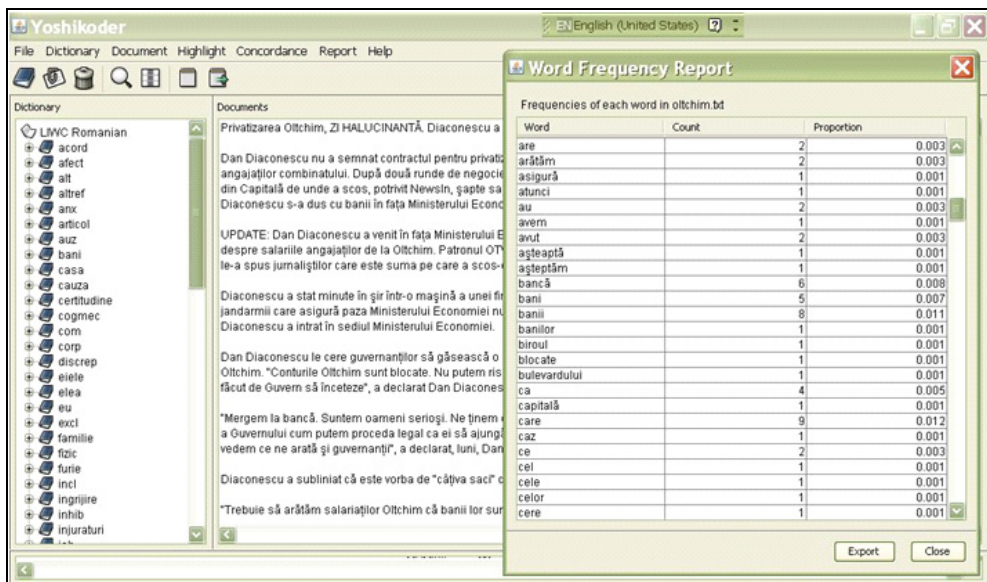 Yoshikoder
EN English (United States)
File Dictionary Document Highlight Concordance Report Help
Dictionary
LIWC Romanian
acord
afect
alt
altref
anx
articol
auz
bani
casa
cauza
certitudine
cogmec
com
corp
discrep
eiele
elea
eu
excl
familie
fizic
furie
incl
ingrijire
inhib
injuraturi
Documents
Privatizarea Oltchim, ZI HALUCINANTĂ. Diaconescu a
Dan Diaconescu nu a semnat contractul pentru privatiz
angajaților combinatului. După două runde de negocie
din Capitală de unde a scos, potrivit NewsIn, șapte sa
Diaconescu s-a dus cu banii în fața Ministerului Econo
UPDATE: Dan Diaconescu a venit în fața Ministerului E
despre salariile angajaților de la Oltchim. Patronul OTV
le-a spus jurnaliștilor care este suma pe care a scos-
Diaconescu a stat minute în șir într-o mașină a unei fir
jandarmii care asigură paza Ministerului Economiei nu
Diaconescu a intrat în sediul Ministerului Economiei.
Dan Diaconescu le cere guvernanților să găsească o
Oltchim. "Conturile Oltchim sunt blocate. Nu putem ris
făcut de Guvern să înceteze", a declarat Dan Diacones
"Mergem la bancă. Suntem oameni serioși. Ne ținem
a Guvernului cum putem proceda legal ca ei să ajungă
vedem ce ne arată și guvernanții", a declarat, luni, Dan
Diaconescu a subliniat că este vorba de "câțiva saci"
"Trebuie să arătăm salariaților Oltchim că banii lor sur
Word Frequency Report
Frequencies of each word in oltchim.txt
Word Count Proportion
are 2 0.003
arătăm 2 0.003
asigură 1 0.001
atunci 1 0.001
au 2 0.003
avem 1 0.001
avut 2 0.003
așteaptă 1 0.001
așteptăm 1 0.001
bancă 6 0.008
bani 5 0.007
banii 8 0.011
banilor 1 0.001
biroul 1 0.001
blocate 1 0.001
bulevardului 1 0.001
ca 4 0.005
capitală 1 0.001
care 9 0.012
caz 1 0.001
ce 2 0.003
cel 1 0.001
cele 1 0.001
celor 1 0.001
cere 1 0.001
Export Close